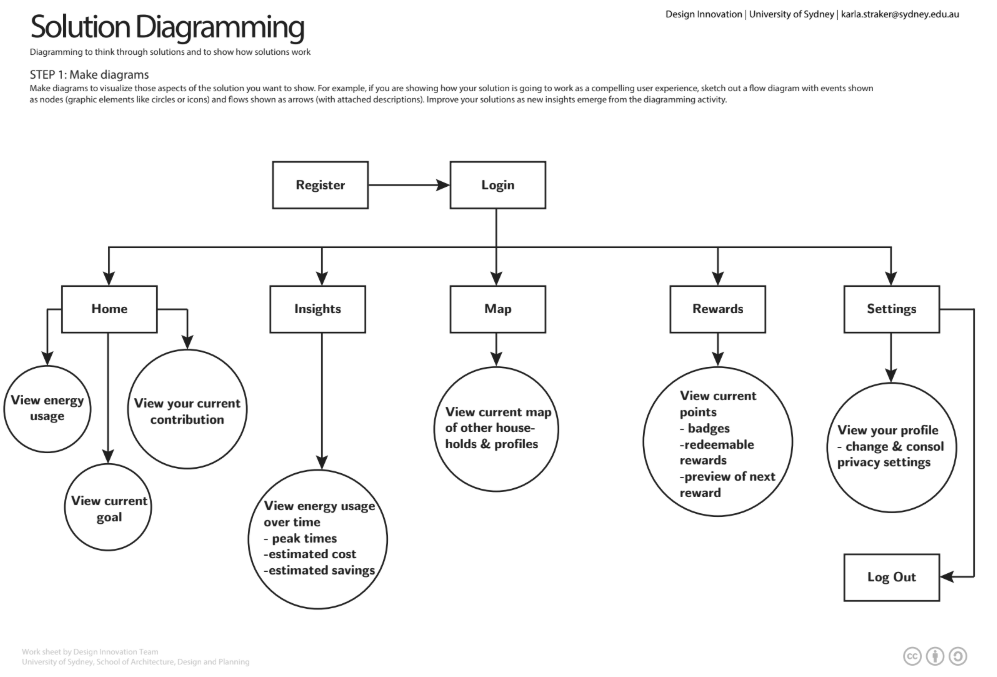 Solution Diagramming
Design Innovation | University of Sydney | karla.straker@sydney.edu.au
Diagramming to think through solutions and to show how solutions work
STEP 1: Make diagrams
Make diagrams to visualize those aspects of the solution you want to show. For example, if you are showing how your solution is going to work as a compelling user experience, sketch out a flow diagram with events shown
as nodes (graphic elements like circles or icons) and flows shown as arrows (with attached descriptions). Improve your solutions as new insights emerge from the diagramming activity.
Register
Login
Home
Insights
Map
Rewards
Settings
View energy
usage
View your current
contribution
View current
goal
View energy usage
over time
- peak times
-estimated cost
-estimated savings
View current map
of other house-
holds & profiles
View current
points
- badges
-redeemable
rewards
-preview of next
reward
View your profile
- change & consol
privacy settings
Log Out
Work sheet by Design Innovation Team
University of Sydney, School of Architecture, Design and Planning
cc